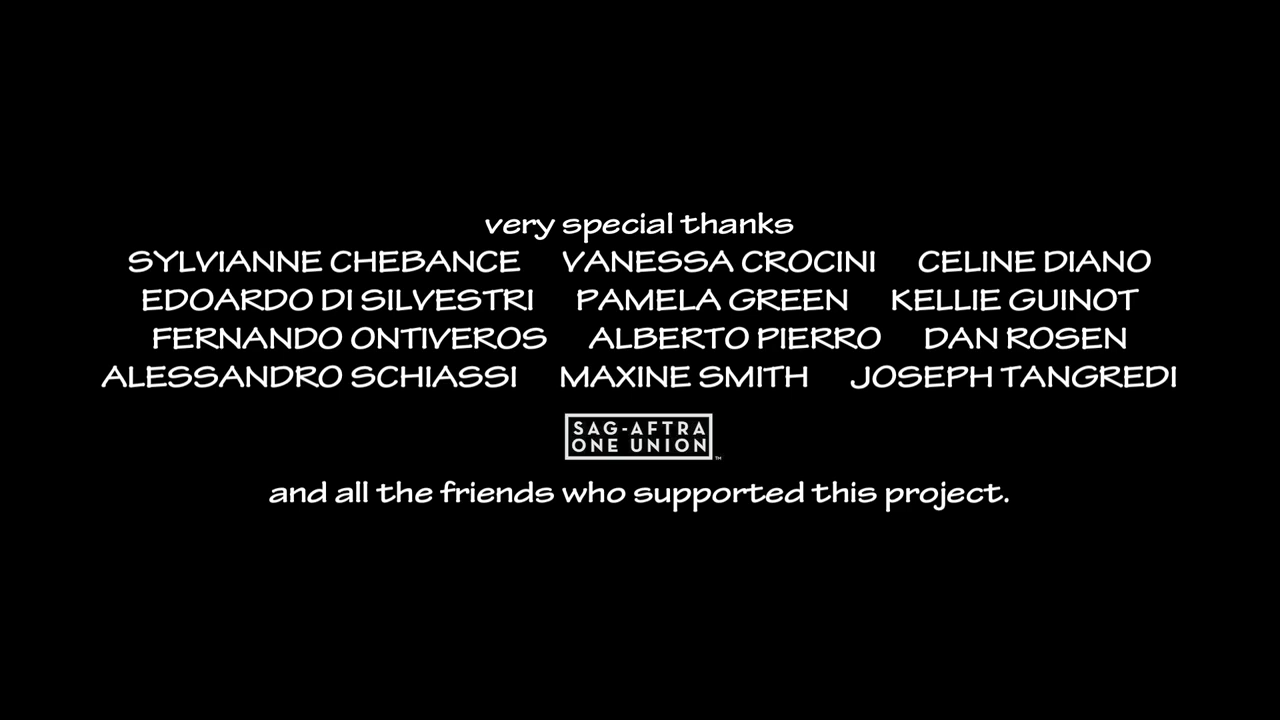 very special thanks
SYLVIANNE CHEBANCE VANESSA CROCINI CELINE DIANO
EDOARDO DI SILVESTRI PAMELA GREEN KELLIE GUINOT
FERNANDO ONTIVEROS ALBERTO PIERRO DAN ROSEN
ALESSANDRO SCHIASSI MAXINE SMITH JOSEPH TANGREDI
SAG-AFTRA
ONE UNION™
and all the friends who supported this project.